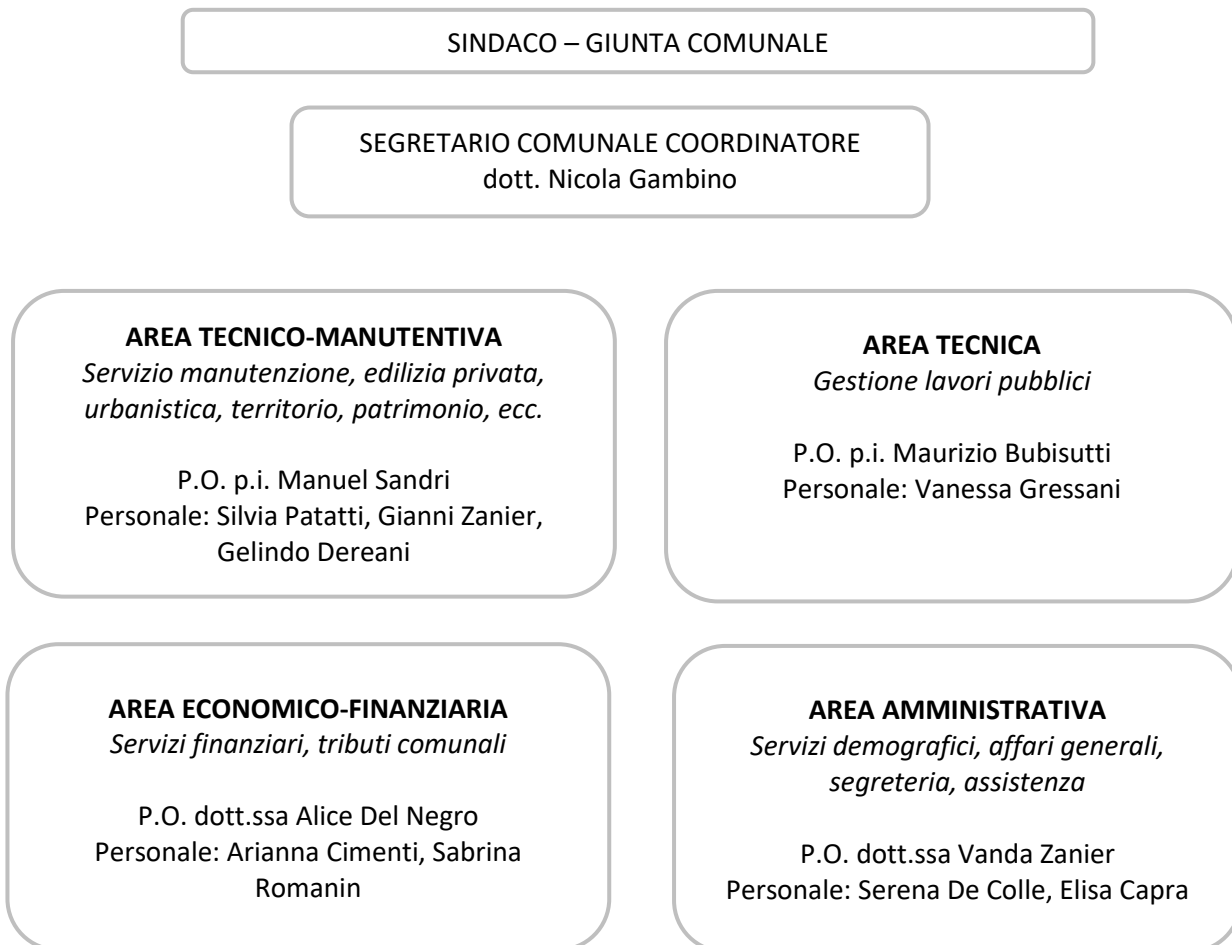 SINDACO – GIUNTA COMUNALE
SEGRETARIO COMUNALE COORDINATORE
dott. Nicola Gambino
AREA TECNICO-MANUTENTIVA
Servizio manutenzione, edilizia privata,
urbanistica, territorio, patrimonio, ecc.
P.O. p.i. Manuel Sandri
Personale: Silvia Patatti, Gianni Zanier,
Gelindo Dereani
AREA TECNICA
Gestione lavori pubblici
P.O. p.i. Maurizio Bubisutti
Personale: Vanessa Gressani
AREA ECONOMICO-FINANZIARIA
Servizi finanziari, tributi comunali
P.O. dott.ssa Alice Del Negro
Personale: Arianna Cimenti, Sabrina
Romanin
AREA AMMINISTRATIVA
Servizi demografici, affari generali,
segreteria, assistenza
P.O. dott.ssa Vanda Zanier
Personale: Serena De Colle, Elisa Capra